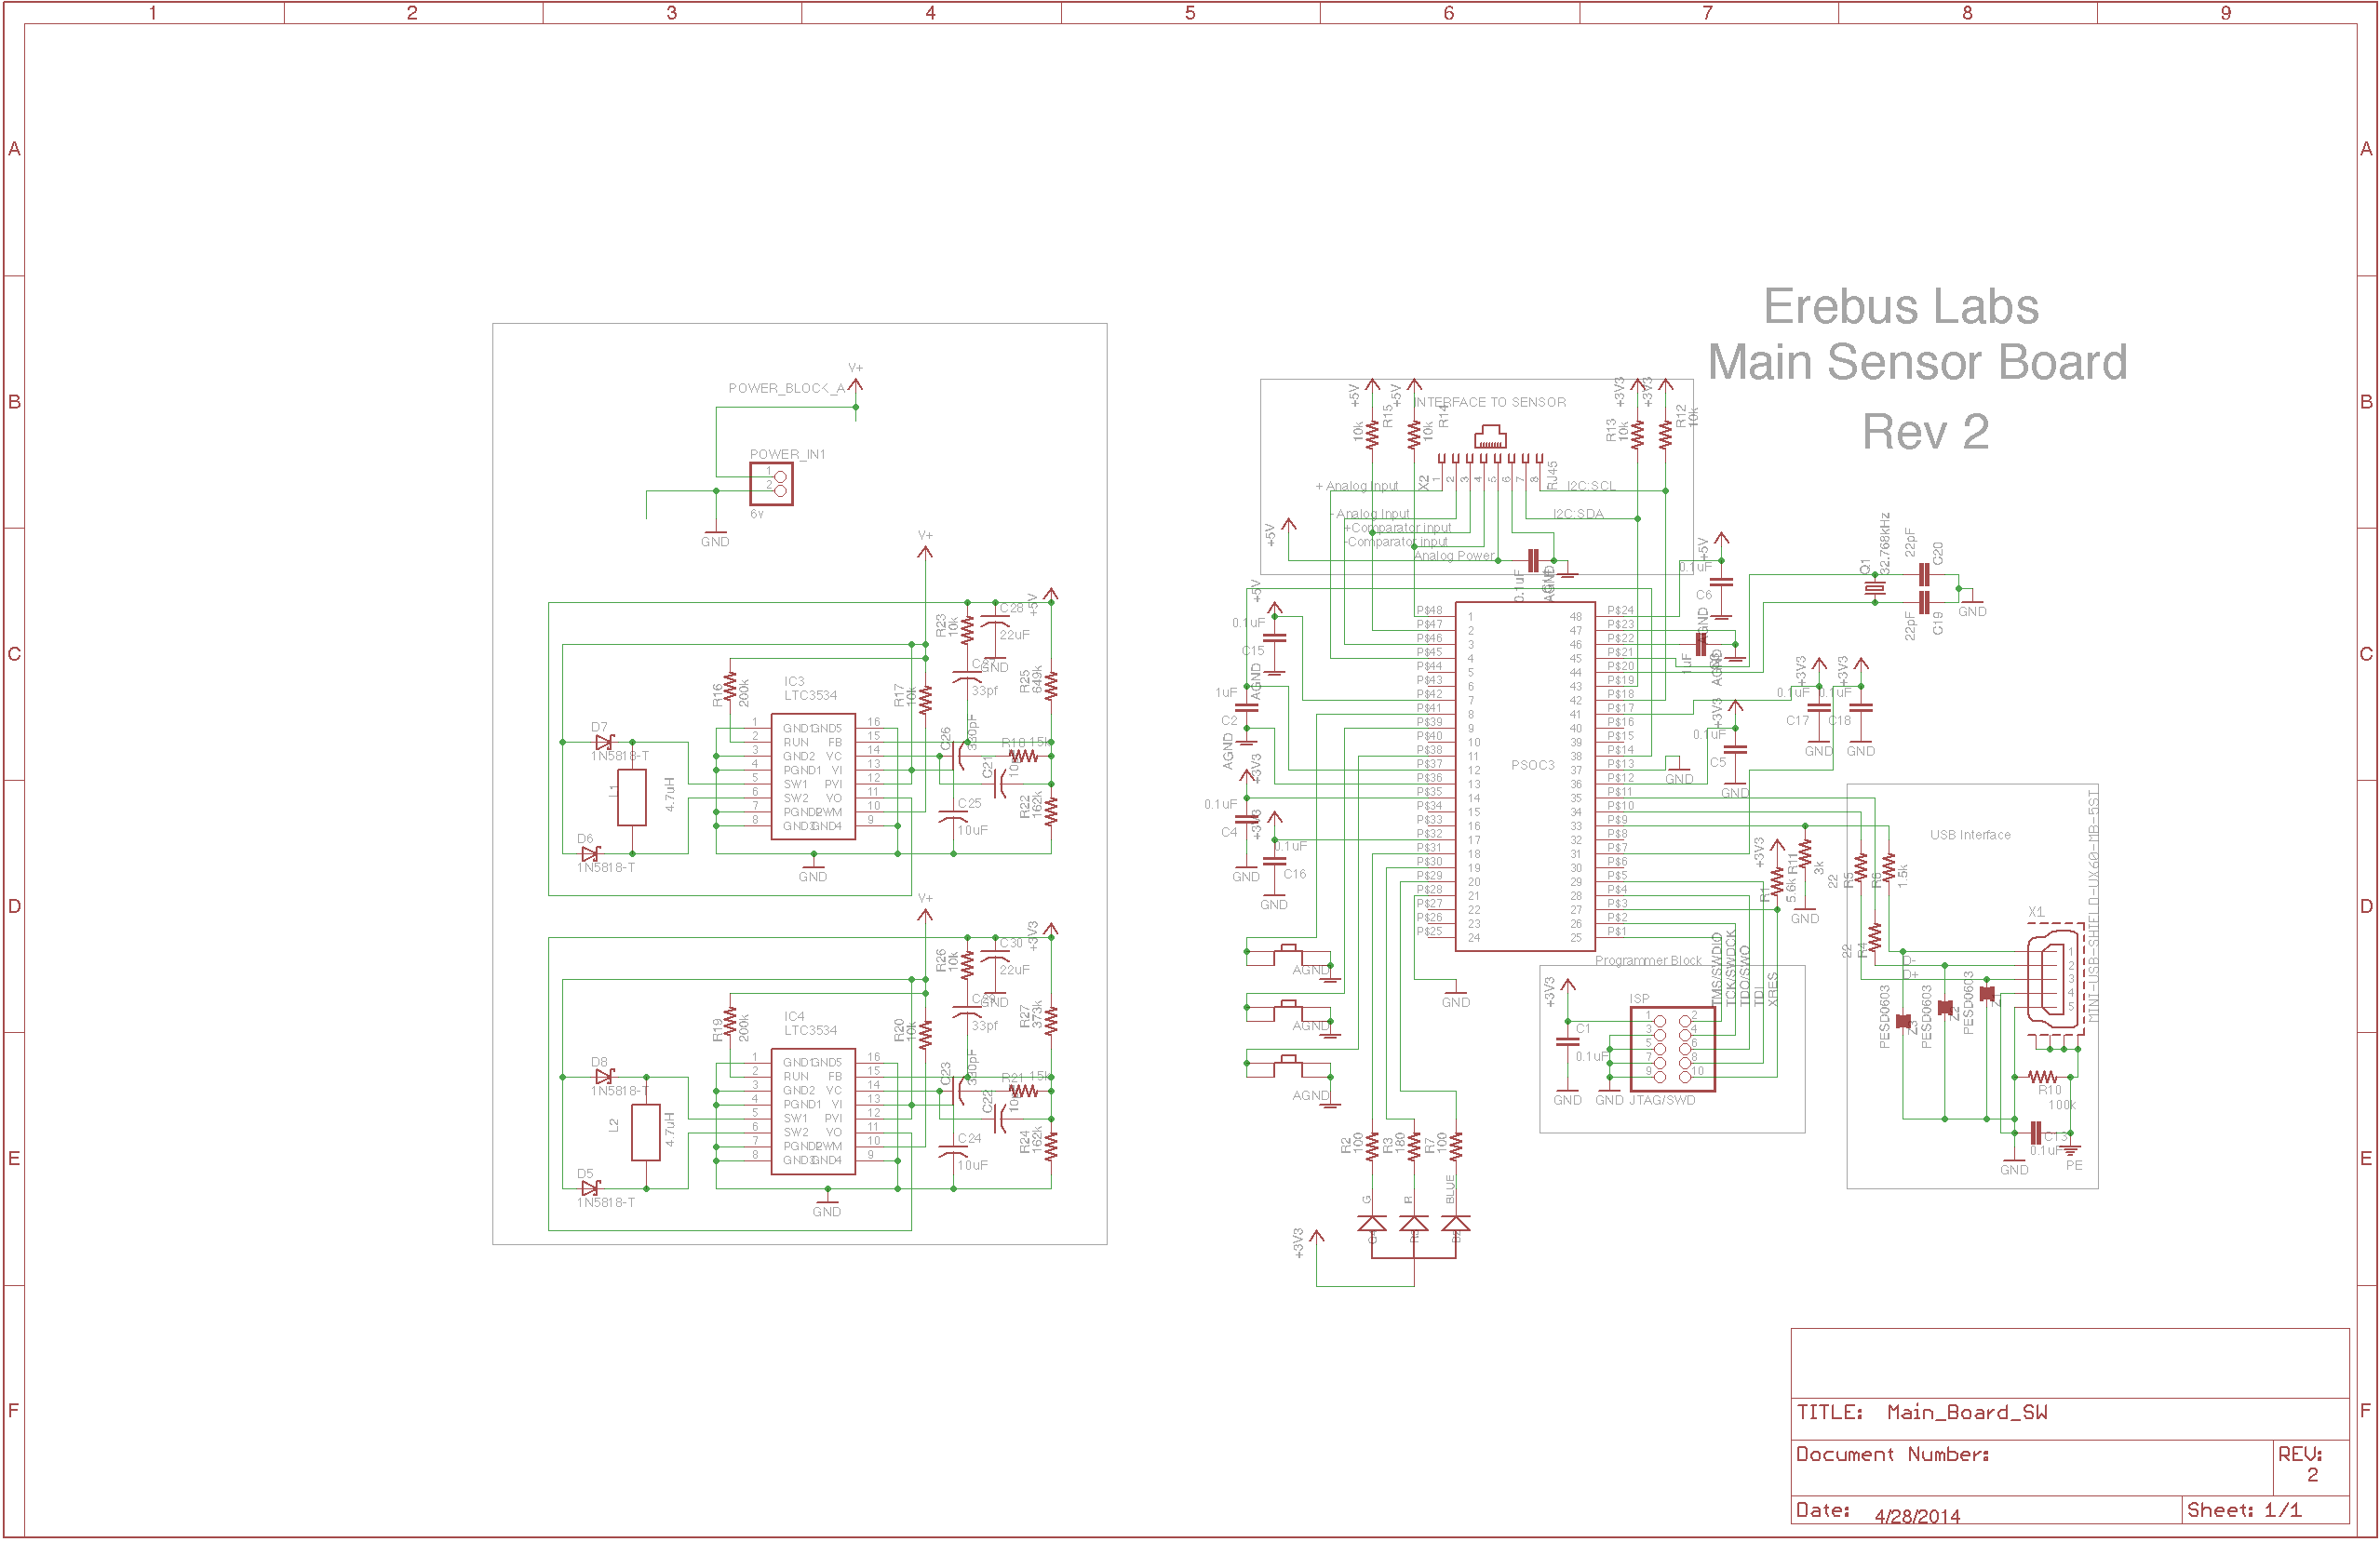 1 2 3 4 5 6 7 8 9
A A
B B
C C
D D
E E
F F
Erebus Labs
Main Sensor Board
Rev 2
V+
POWER_BLOCK_A
POWER_IN1
1
2
6v
GND
V+
+5V
R23
10k
C28
22uF
GND
33pf
R16
200k
IC3
LTC3534
R17
10k
R25
649k
1 GND1 GND5 16
2 RUN FB 15
3 GND2 VC 14
4 PGND1 VI 13
5 SW1 PVI 12
6 SW2 VO 11
7 PGND2 PWM 10
8 GND3 GND4 9
D7
1N5818-T
L1
4.7uH
D6
1N5818-T
C26
330pF
R18 15k
C21
R22
162k
C25
10uF
GND
V+
+3V3
R26
10k
C30
22uF
GND
33pf
R19
200k
IC4
LTC3534
R20
10k
R27
373k
1 GND1 GND5 16
2 RUN FB 15
3 GND2 VC 14
4 PGND1 VI 13
5 SW1 PVI 12
6 SW2 VO 11
7 PGND2 PWM 10
8 GND3 GND4 9
D8
1N5818-T
L2
4.7uH
D5
1N5818-T
C23
330pF
R21 15k
C22
R24
162k
C24
10uF
GND
+5V
+5V
R15
10k
R14
10k
INTERFACE TO SENSOR
+3V3
+3V3
R13
10k
R12
10k
X2
1 2 3 4 5 6 7 8
RJ45
+ Analog Input
I2C:SCL
- Analog Input
I2C:SDA
+Comparator input
-Comparator input
Analog Power
+5V
0.1uF
AGND
+5V
0.1uF
C6
GND
1uF
AGND
Q1
32.768kHz
22pF
C20
22pF
C19
GND
+5V
0.1uF
C15
AGND
1uF
C2
AGND
+3V3
0.1uF
C4
GND
+3V3
0.1uF
C16
GND
PSOC3
P$48 1 48 P$24
P$47 2 47 P$23
P$46 3 46 P$22
P$45 4 45 P$21
P$44 5 44 P$20
P$43 6 43 P$19
P$42 7 42 P$18
P$41 8 41 P$17
P$39 9 40 P$16
P$40 10 39 P$15
P$38 11 38 P$14
P$37 12 37 P$13
P$36 13 36 P$12
P$35 14 35 P$11
P$34 15 34 P$10
P$33 16 33 P$9
P$32 17 32 P$8
P$31 18 31 P$7
P$30 19 30 P$6
P$29 20 29 P$5
P$28 21 28 P$4
P$27 22 27 P$3
P$26 23 26 P$2
P$25 24 25 P$1
GND
GND
+3V3
0.1uF
C5
GND
+3V3
0.1uF
C17
GND
+3V3
0.1uF
C18
GND
+3V3
R1
5.6k
R11
3k
GND
AGND
AGND
AGND
Programmer Block
TMS/SWDIO
TCK/SWDCK
TDO/SWO
TDI
XRES
+3V3
C1
0.1uF
GND
ISP
1 2
3 4
5 6
7 8
9 10
GND
JTAG/SWD
USB Interface
22
R5
R6
1.5k
22
R4
D-
D+
X1
1
2
3
4
5
MINI-USB-SHIELD-UX60-MB-5ST
PESD0603
PESD0603
Z2
PESD0603
R10
100k
C13
0.1uF
GND
PE
R2
100
R3
180
R7
100
G
R
BLUE
+3V3
TITLE: Main_Board_SW
Document Number:
REV:
2
Date: 4/28/2014
Sheet: 1/1